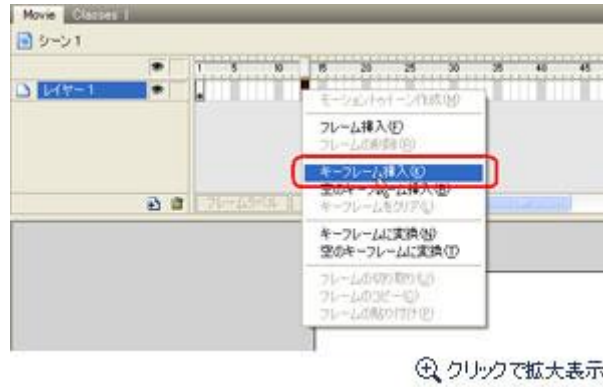 Movie Classes
シーン1
1 5 10 15 20 25 30 35 40 45
レイヤー1
モーショントゥイーン作成(M)
フレーム挿入(F)
フレームの削除(R)
キーフレーム挿入(K)
空のキーフレーム挿入(B)
キーフレームをクリア(L)
フレームラベル
キーフレームに変換(N)
空のキーフレームに変換(T)
フレームの切り取り(U)
フレームのコピー(C)
フレームの貼り付け(P)
クリックで拡大表示